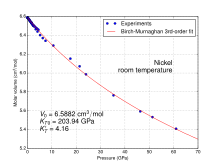 Experiments
Birch-Murnaghan 3rd-order fit
Nickel
room temperature
V₀ = 6.5882 cm³/mol
K_T0 = 203.94 GPa
K'_T = 4.16
Molar volume (cm³/mol)
6.6
6.4
6.2
6.0
5.8
5.6
5.4
5.2
0 10 20 30 40 50 60 70
Pressure (GPa)